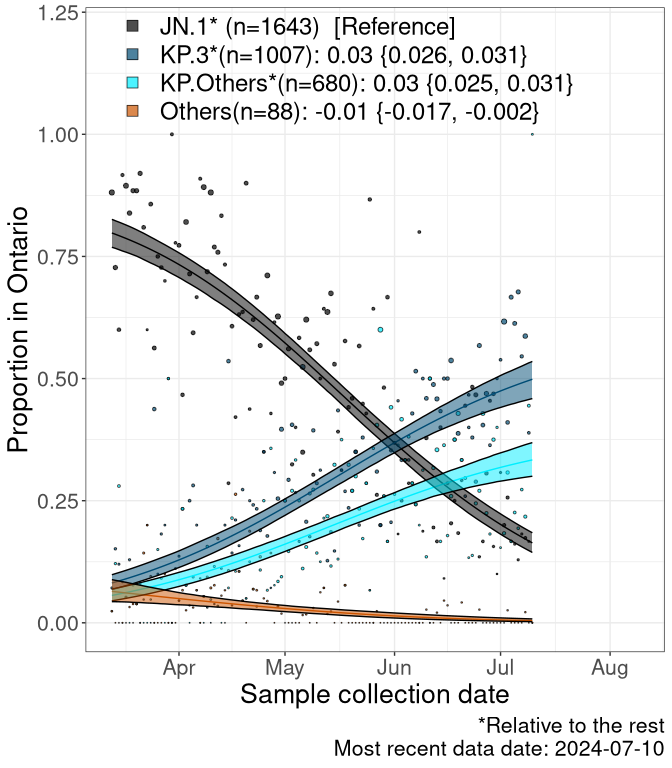 1.25
JN.1* (n=1643)  [Reference]
KP.3*(n=1007): 0.03 {0.026, 0.031}
KP.Others*(n=680): 0.03 {0.025, 0.031}
Others(n=88): -0.01 {-0.017, -0.002}
1.00
0.75
0.50
0.25
0.00
Proportion in Ontario
Apr May Jun Jul Aug
Sample collection date
*Relative to the rest
Most recent data date: 2024-07-10